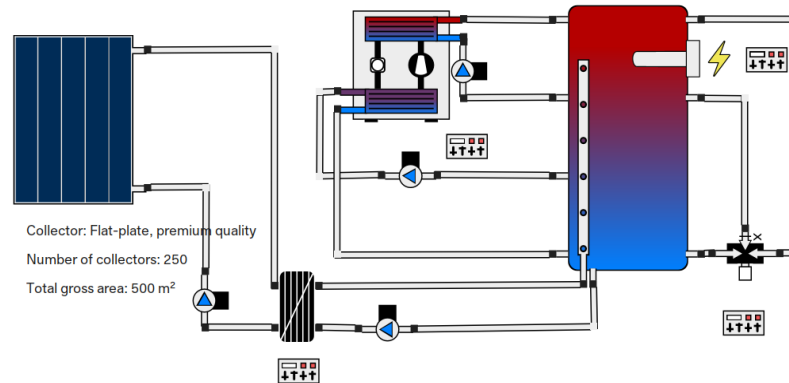 Collector: Flat-plate, premium quality
Number of collectors: 250
Total gross area: 500 m²